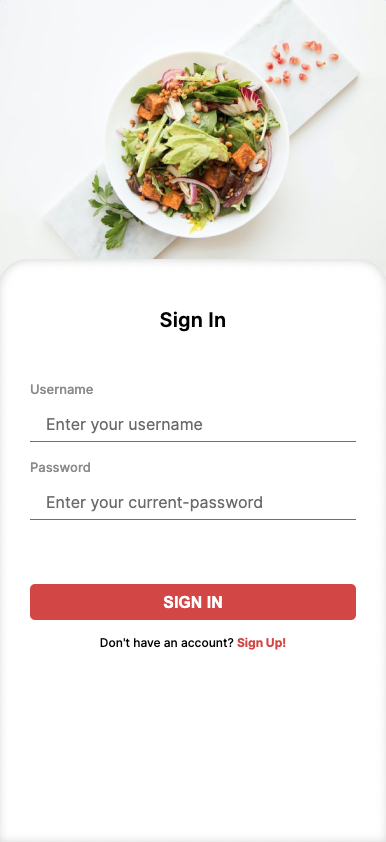 Sign In
Username
Enter your username
Password
Enter your current-password
SIGN IN
Don't have an account? Sign Up!